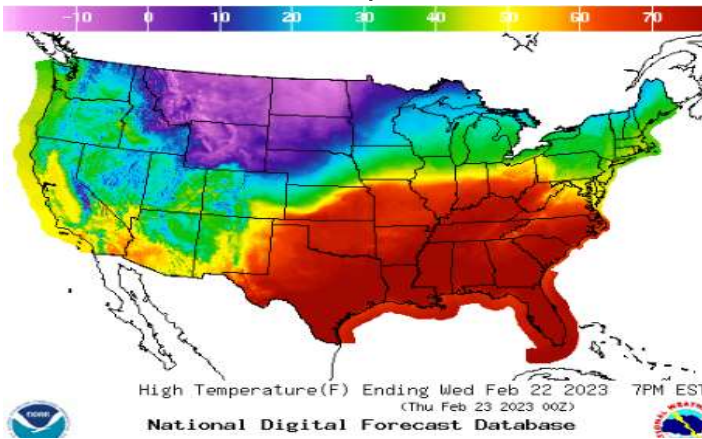 -10 0 10 20 30 40 50 60 70
High Temperature(F) Ending Wed Feb 22 2023 7PM EST
(Thu Feb 23 2023 00Z)
National Digital Forecast Database